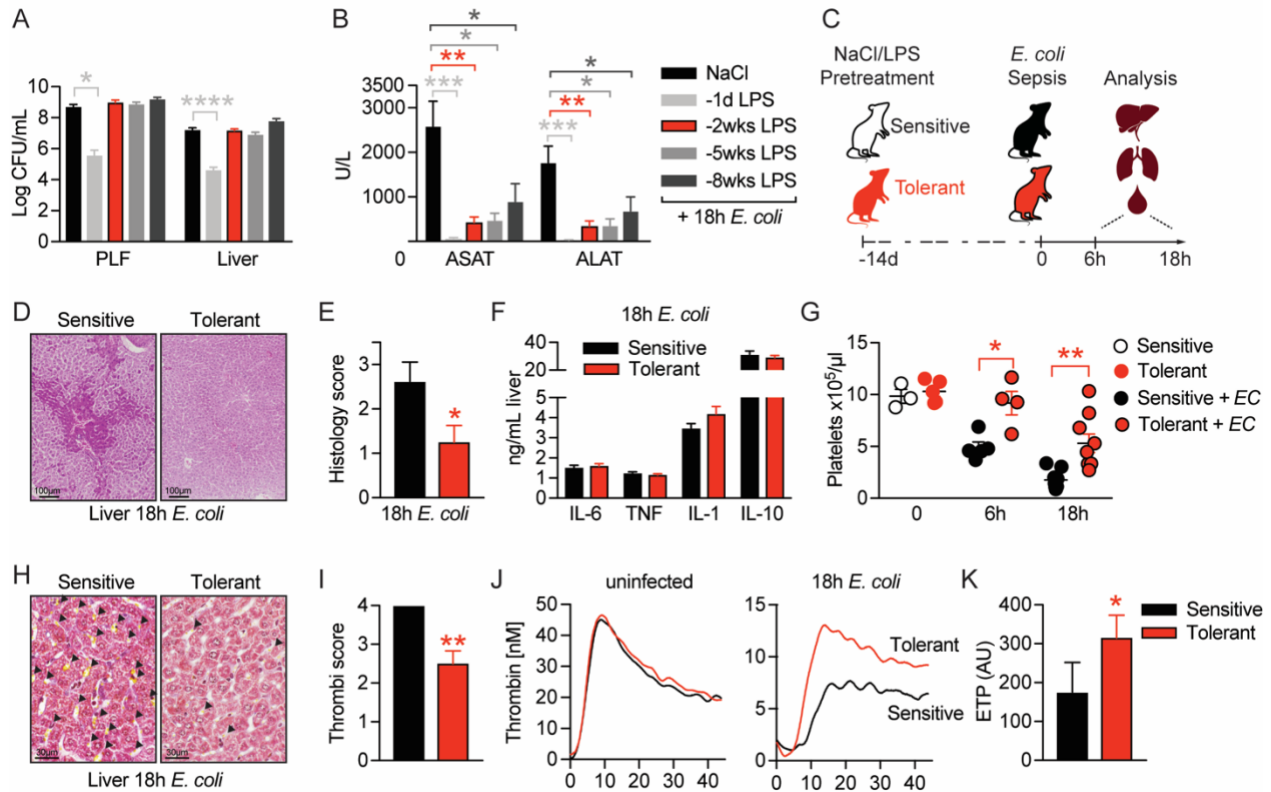 A
Log CFU/mL
10
8
6
4
2
0
*
****
PLF
Liver
B
U/L
3500
3000
2000
1000
0
*
*
**
***
*
*
**
***
ASAT
ALAT
NaCl
-1d LPS
-2wks LPS
-5wks LPS
-8wks LPS
+ 18h E. coli
C
NaCl/LPS
Pretreatment
E. coli
Sepsis
Analysis
Sensitive
Tolerant
-14d
0
6h
18h
D
Sensitive
Tolerant
100µm
100µm
Liver 18h E. coli
E
Histology score
3
2
1
0
*
18h E. coli
F
18h E. coli
Sensitive
Tolerant
ng/mL liver
40
20
5
4
3
2
1
0
IL-6
TNF
IL-1
IL-10
G
Platelets x10⁵/µl
15
10
5
0
*
**
0
6h
18h
Sensitive
Tolerant
Sensitive + EC
Tolerant + EC
H
Sensitive
Tolerant
30µm
30µm
Liver 18h E. coli
I
Thrombi score
4
3
2
1
0
**
J
uninfected
Thrombin [nM]
50
40
30
20
10
0
0 10 20 30 40
18h E. coli
15
10
5
0
Tolerant
Sensitive
0 10 20 30 40
K
ETP (AU)
400
300
200
100
0
*
Sensitive
Tolerant